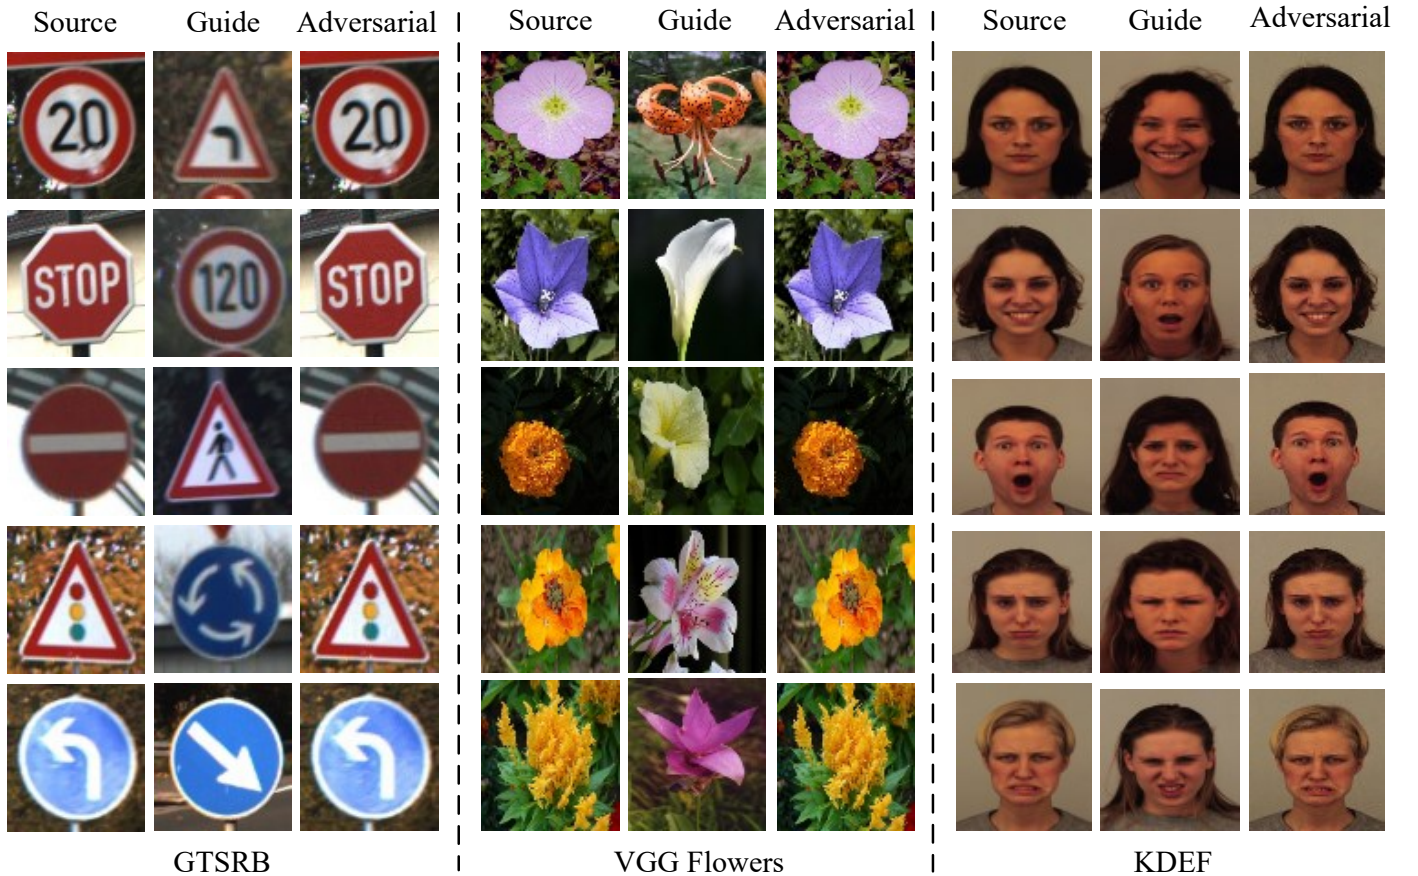 Source Guide Adversarial Source Guide Adversarial Source Guide Adversarial
20 20
STOP 120 STOP
GTSRB VGG Flowers KDEF